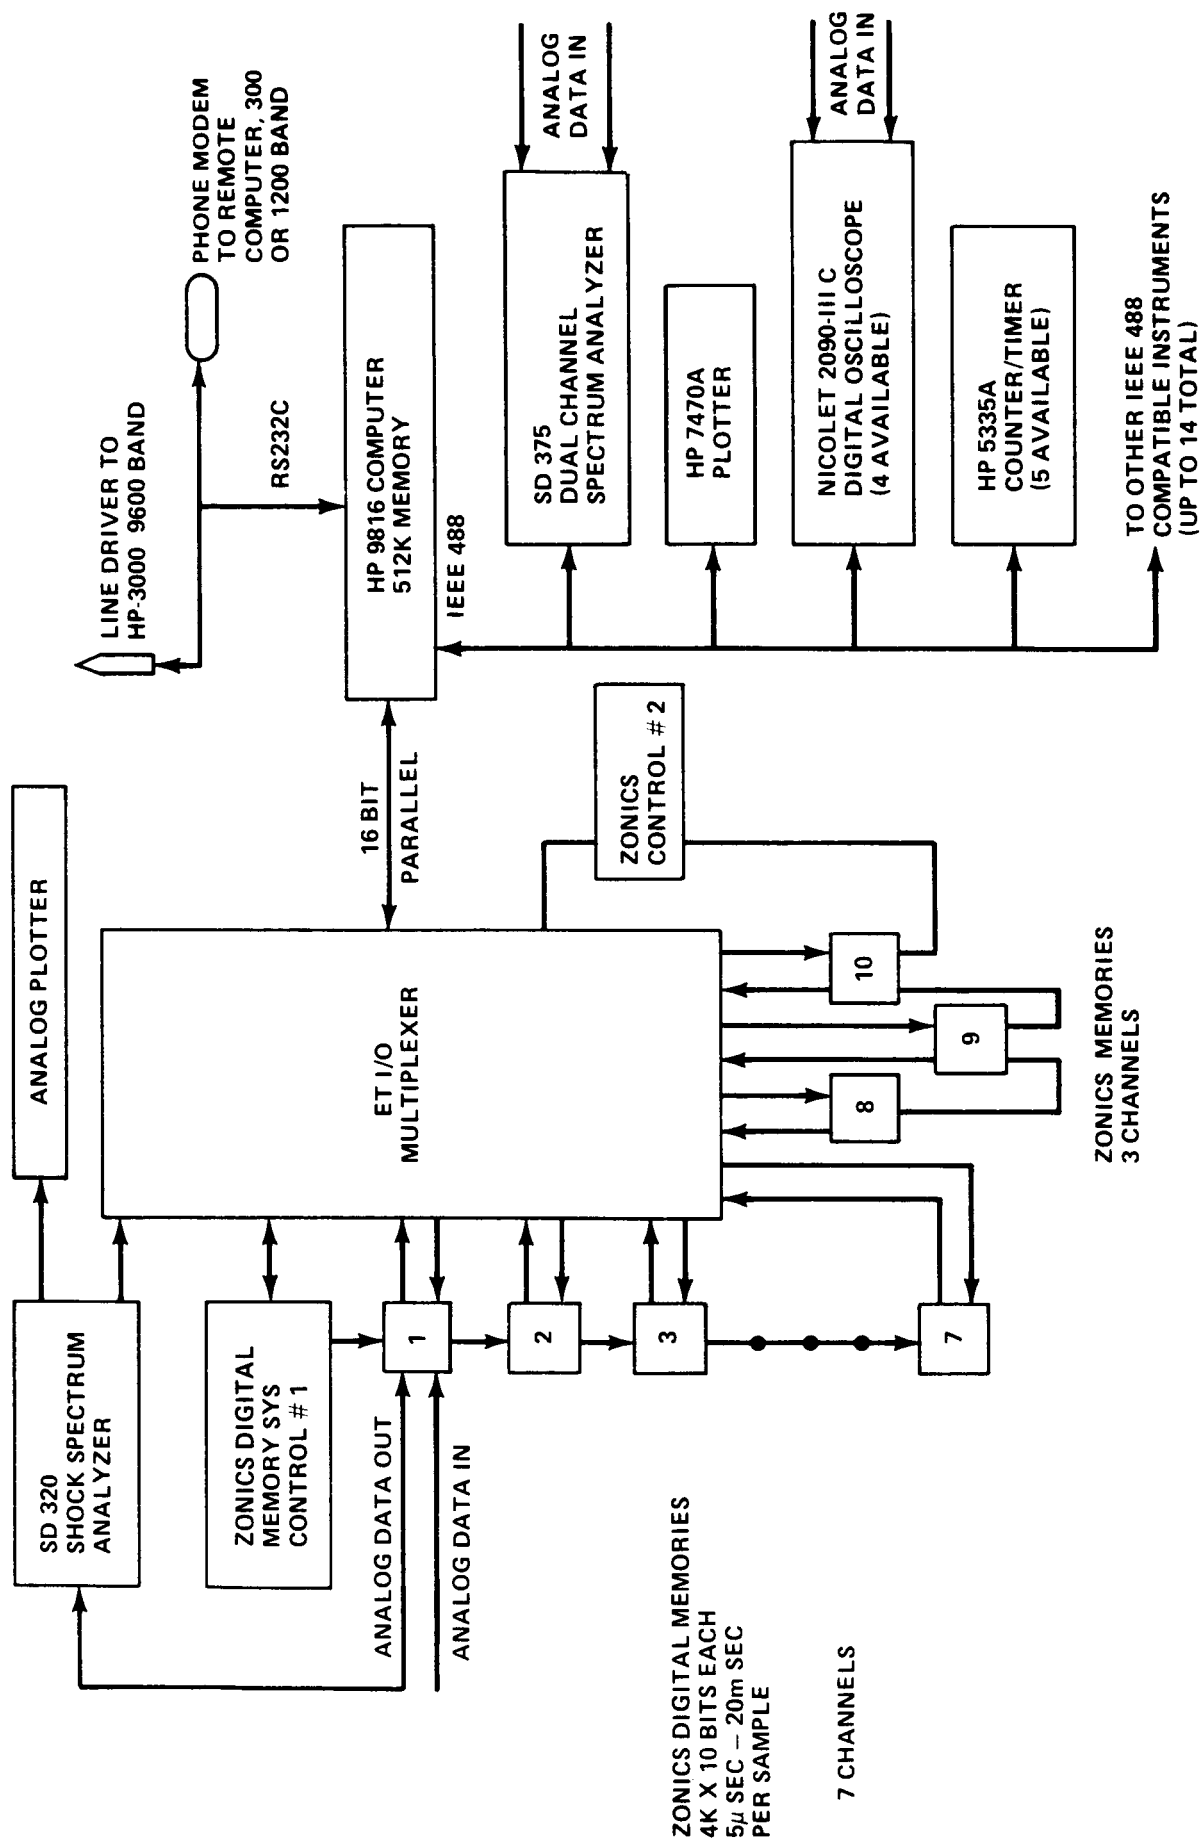 LINE DRIVER TO
HP-3000 9600 BAND
PHONE MODEM
TO REMOTE
COMPUTER, 300
OR 1200 BAND
RS232C
ANALOG PLOTTER
SD 320
SHOCK SPECTRUM
ANALYZER
ZONICS DIGITAL
MEMORY SYS
CONTROL # 1
ANALOG DATA OUT
ANALOG DATA IN
1
2
3
7
ET I/O
MULTIPLEXER
16 BIT
PARALLEL
HP 9816 COMPUTER
512K MEMORY
IEEE 488
SD 375
DUAL CHANNEL
SPECTRUM ANALYZER
ANALOG
DATA IN
HP 7470A
PLOTTER
NICOLET 2090-III C
DIGITAL OSCILLOSCOPE
(4 AVAILABLE)
ANALOG
DATA IN
HP 5335A
COUNTER/TIMER
(5 AVAILABLE)
TO OTHER IEEE 488
COMPATIBLE INSTRUMENTS
(UP TO 14 TOTAL)
ZONICS
CONTROL # 2
8
9
10
ZONICS MEMORIES
3 CHANNELS
ZONICS DIGITAL MEMORIES
4K X 10 BITS EACH
5μ SEC – 20m SEC
PER SAMPLE
7 CHANNELS